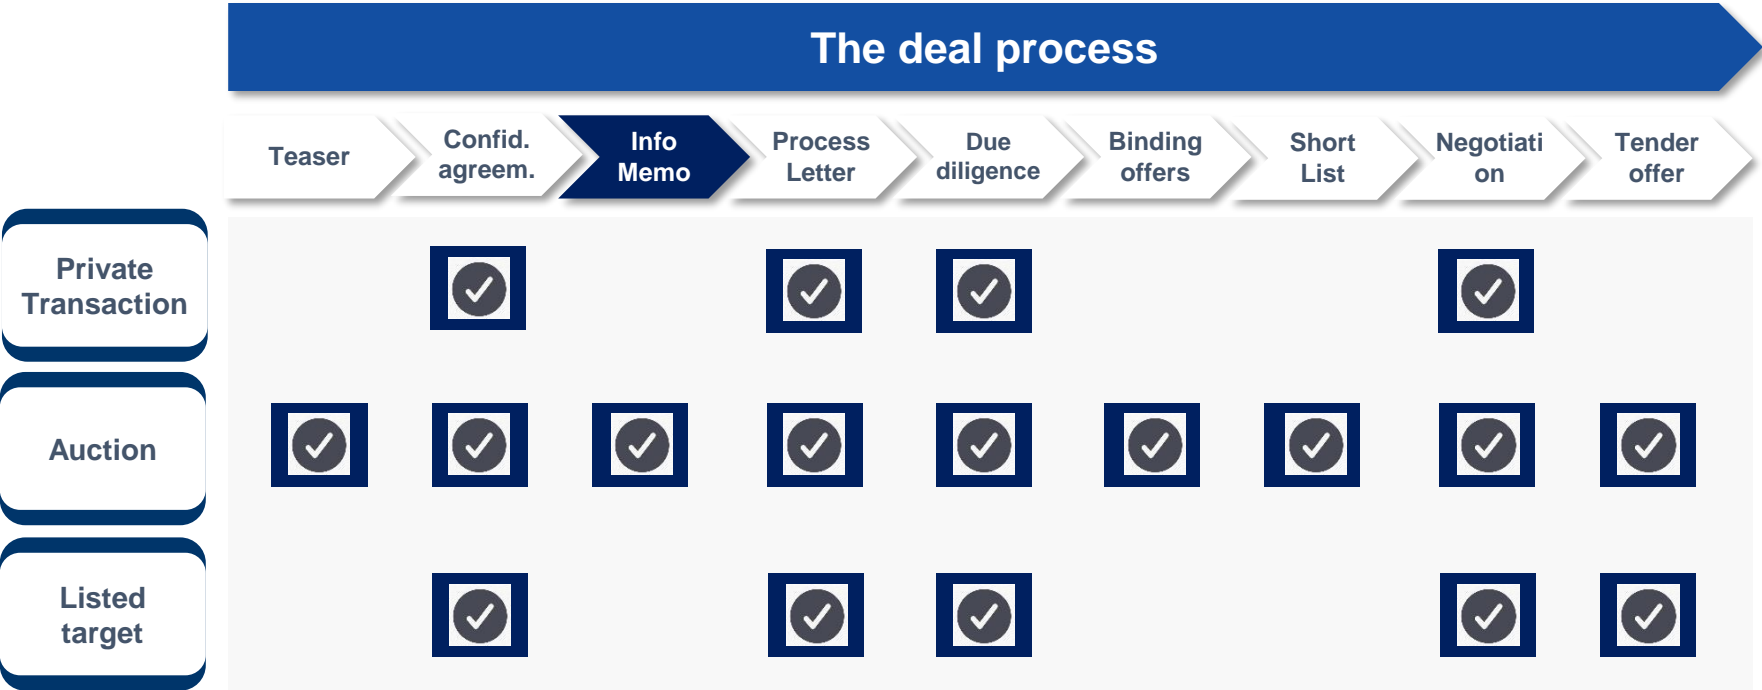 The deal process
Teaser
Confid.
agreem.
Info
Memo
Process
Letter
Due
diligence
Binding
offers
Short
List
Negotiati
on
Tender
offer
Private
Transaction
Auction
Listed
target